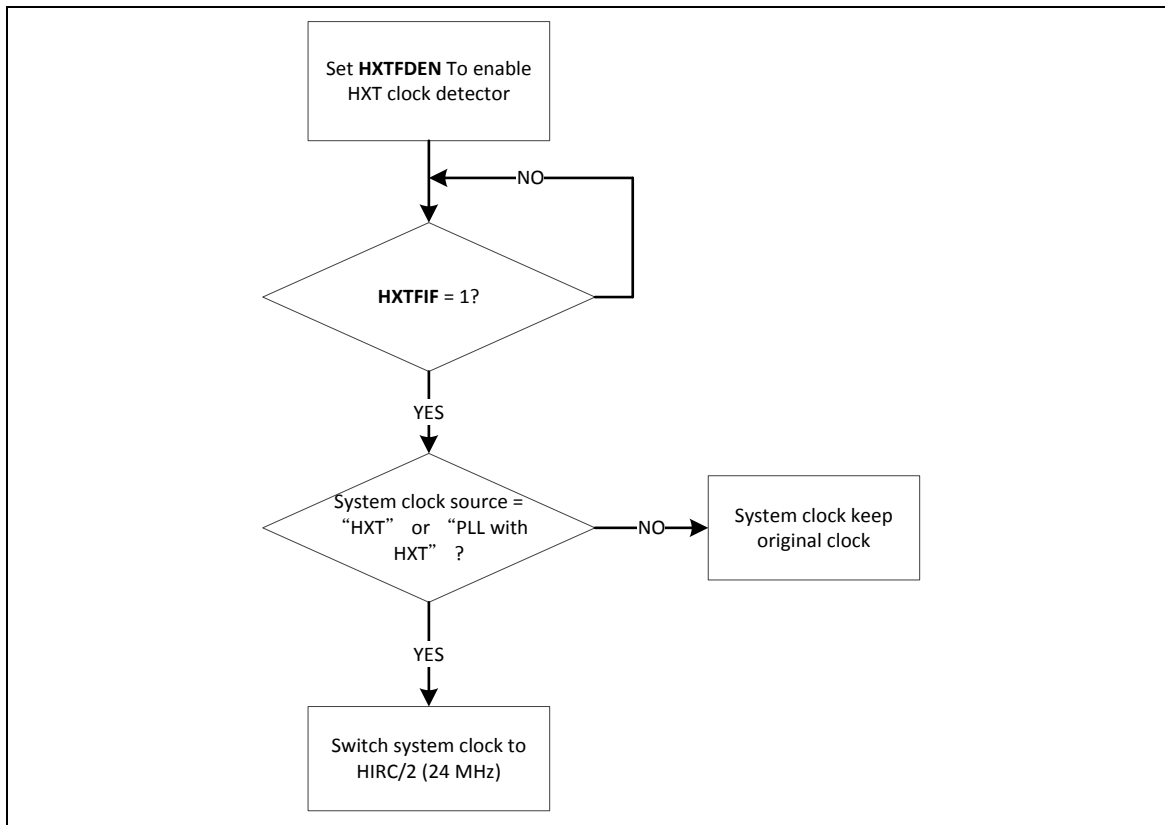 Set HXTFDEN To enable
HXT clock detector
NO
HXTFIF = 1?
YES
System clock source =
“HXT” or “PLL with
HXT” ?
NO
System clock keep
original clock
YES
Switch system clock to
HIRC/2 (24 MHz)